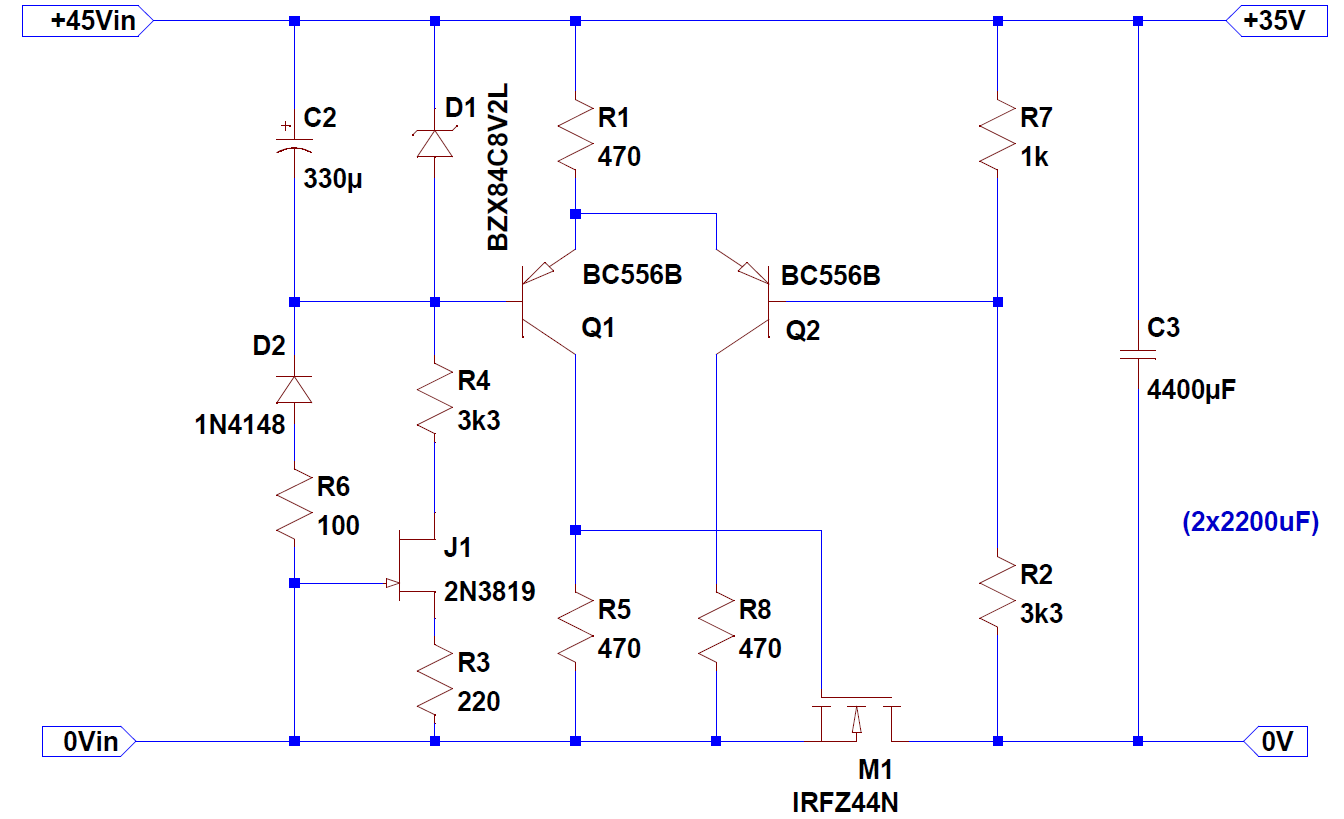 +45Vin
+35V
C2
+
330µ
D1
BZX84C8V2L
R1
470
R7
1k
BC556B
Q1
BC556B
Q2
D2
1N4148
R4
3k3
C3
4400µF
R6
100
(2x2200uF)
J1
2N3819
R5
470
R8
470
R2
3k3
R3
220
0Vin
0V
M1
IRFZ44N